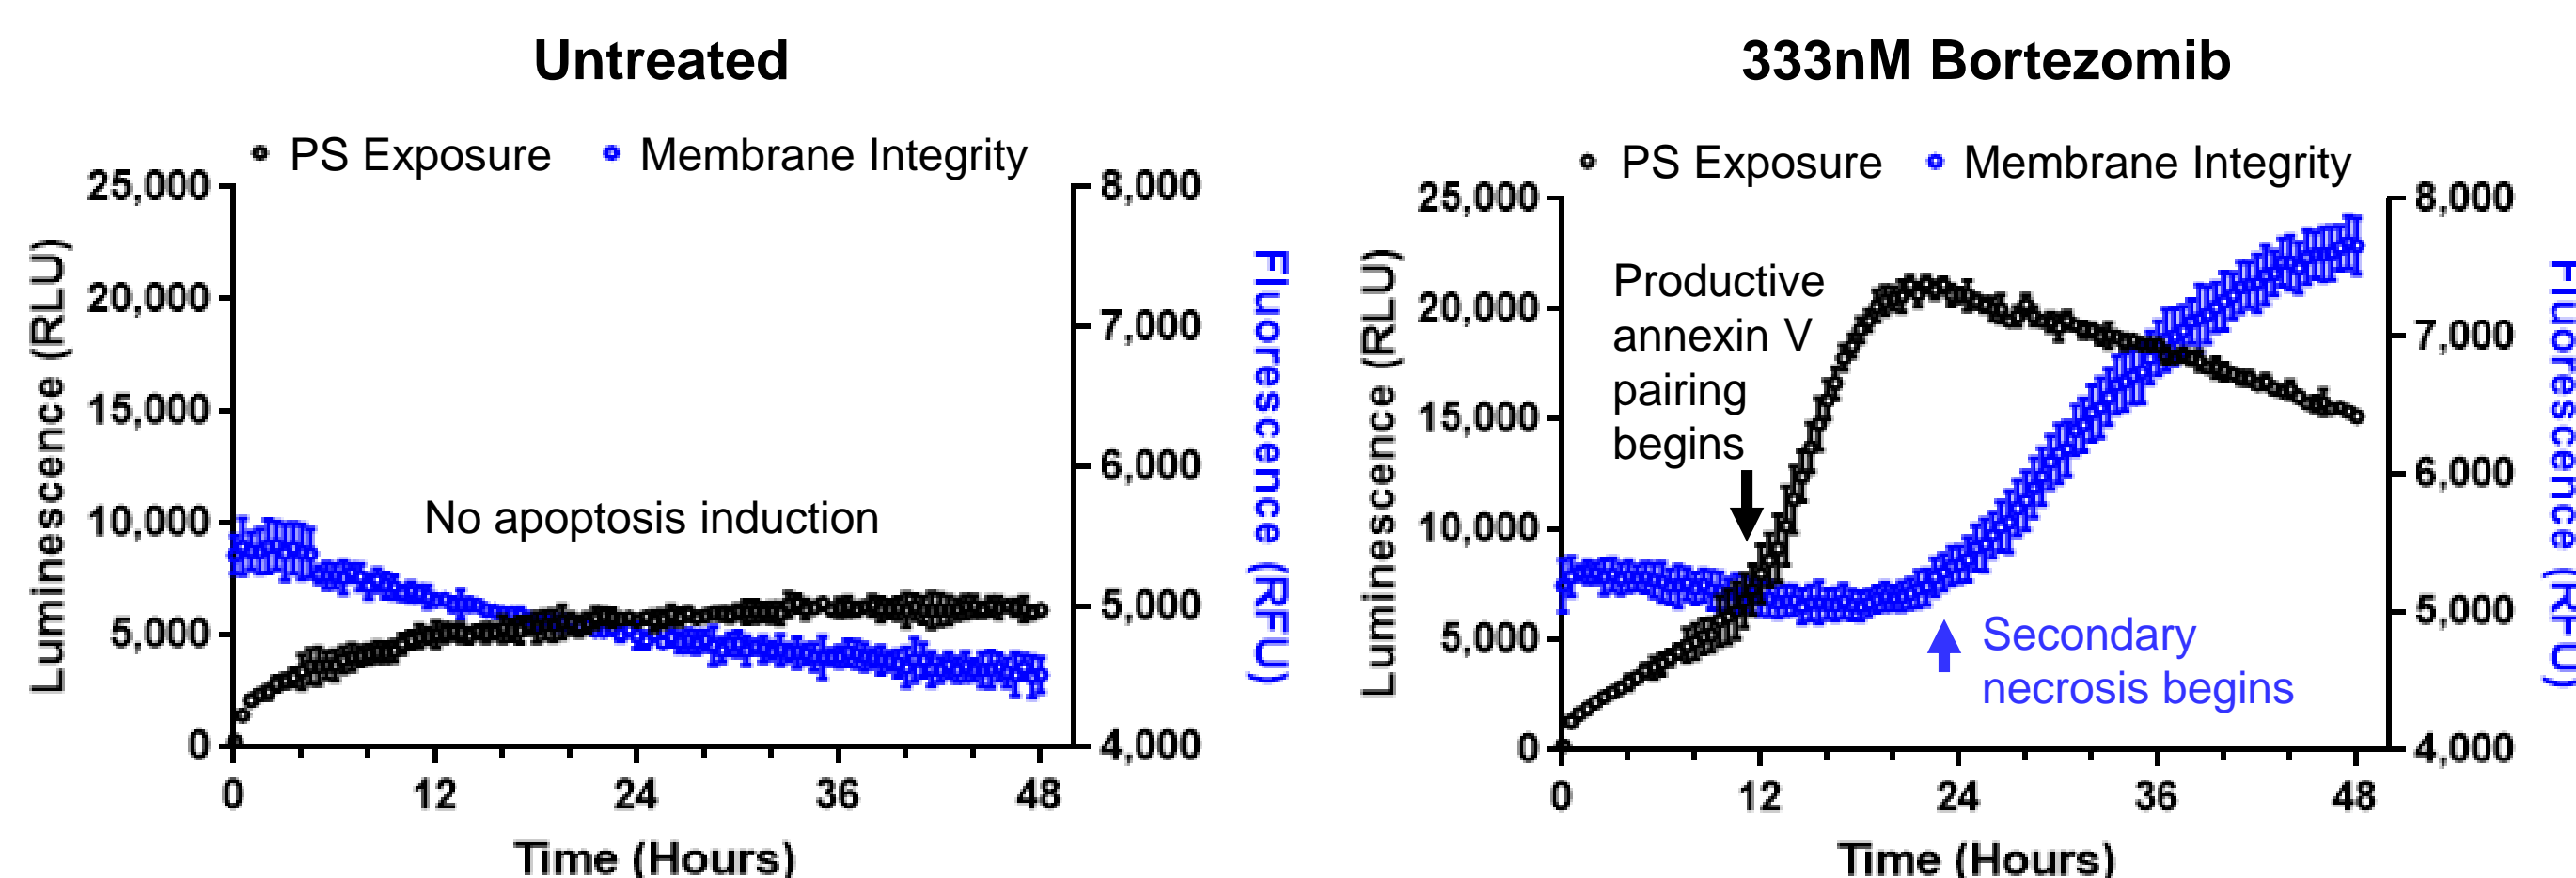 Untreated
PS Exposure
Membrane Integrity
25,000
20,000
15,000
10,000
5,000
0
Luminescence (RLU)
8,000
7,000
6,000
5,000
4,000
Fluorescence (RFU)
No apoptosis induction
0
12
24
36
48
Time (Hours)
333nM Bortezomib
PS Exposure
Membrane Integrity
25,000
20,000
15,000
10,000
5,000
0
Luminescence (RLU)
8,000
7,000
6,000
5,000
4,000
Fluorescence (RFU)
Productive
annexin V
pairing
begins
Secondary
necrosis begins
0
12
24
36
48
Time (Hours)